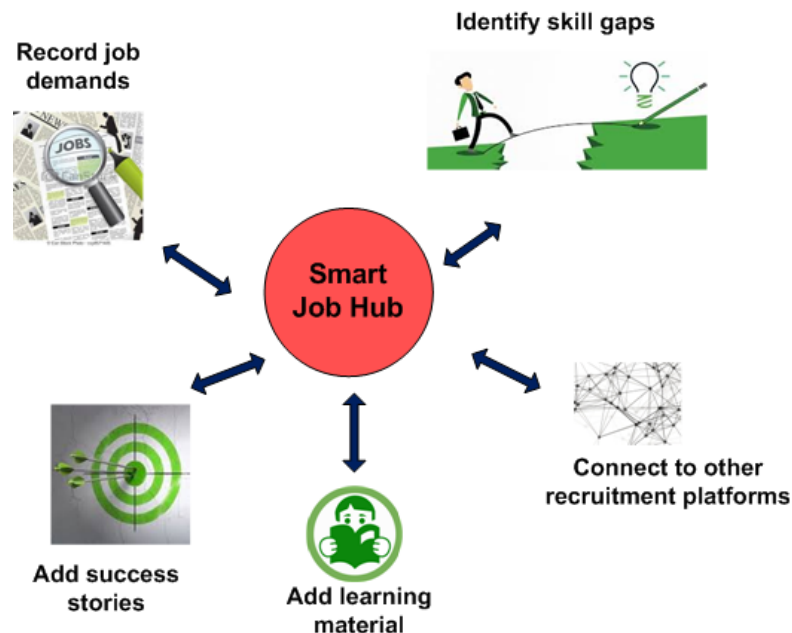 Identify skill gaps
Record job
demands
NEWS
JOBS
Smart
Job Hub
Connect to other
recruitment platforms
Add success
stories
Add learning
material